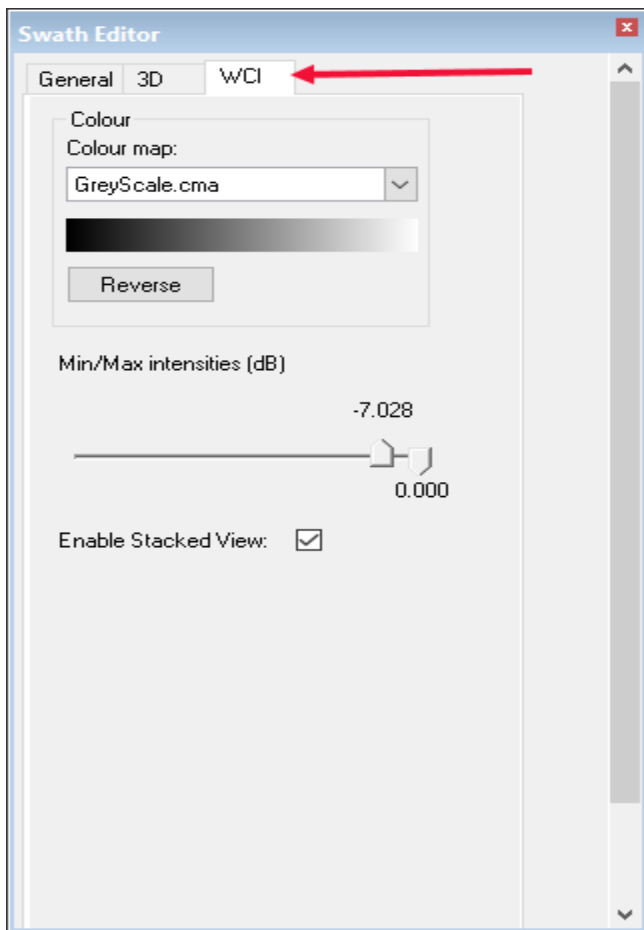 Swath Editor
General 3D WCI
Colour
Colour map:
GreyScale.cma
Reverse
Min/Max intensities (dB)
-7.028
0.000
Enable Stacked View: